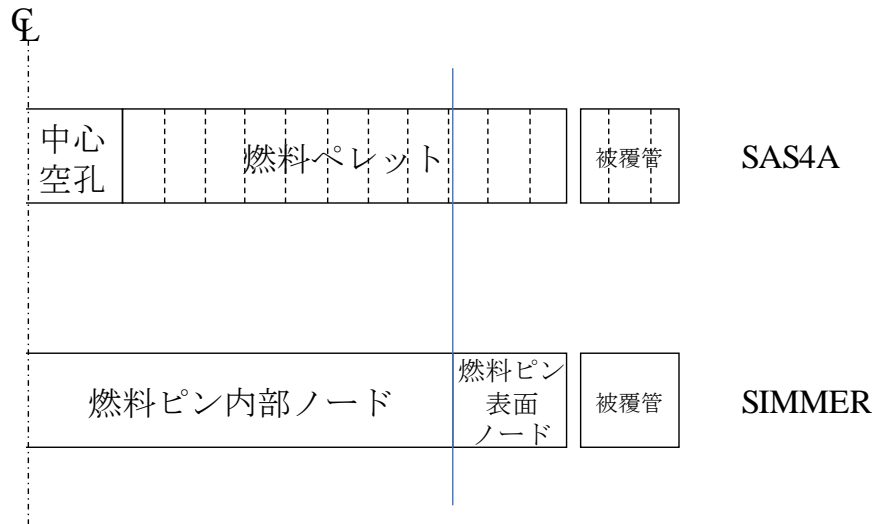 ℄
中心
空孔
燃料ペレット
被覆管
SAS4A
燃料ピン内部ノード
燃料ピン
表面
ノード
被覆管
SIMMER